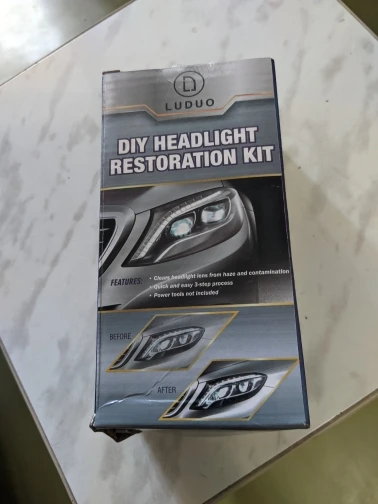 LUDUO
DIY HEADLIGHT
RESTORATION KIT
FEATURES:
• Clears headlight lens from haze and contamination
• Quick and easy 3-step process
• Power tools not included
BEFORE
AFTER